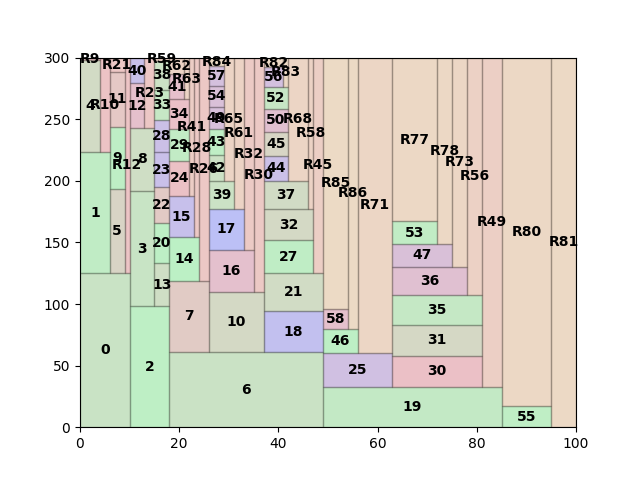 300
250
200
150
100
50
0
0 20 40 60 80 100
R9 R21 R59 R84 R82
40 R62 R83
38 R63 57 56
4 R10 11 12 R23 41 54 52
33 34 R65 50 R68
28 R41 R61 R58
9 8 29 R28 43 45 R77
R12 23 24 R26 42 R32 44 R45 R78
R30 R73
R56
1 5 22 15 39 37 R85
R86
R71
3 20 14 17 32 53 R49 R80 R81
13 16 27 47
0 2 7 10 21 36
6 18 58 35
46 31
25 30
19 55